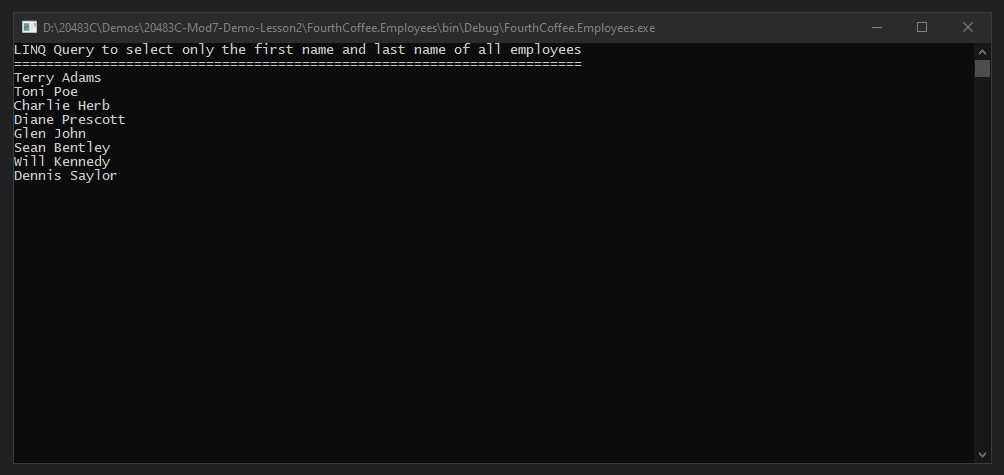 D:\20483C\Demos\20483C-Mod7-Demo-Lesson2\FourthCoffee.Employees\bin\Debug\FourthCoffee.Employees.exe
LINQ Query to select only the first name and last name of all employees
=======================================================================
Terry Adams
Toni Poe
Charlie Herb
Diane Prescott
Glen John
Sean Bentley
Will Kennedy
Dennis Saylor